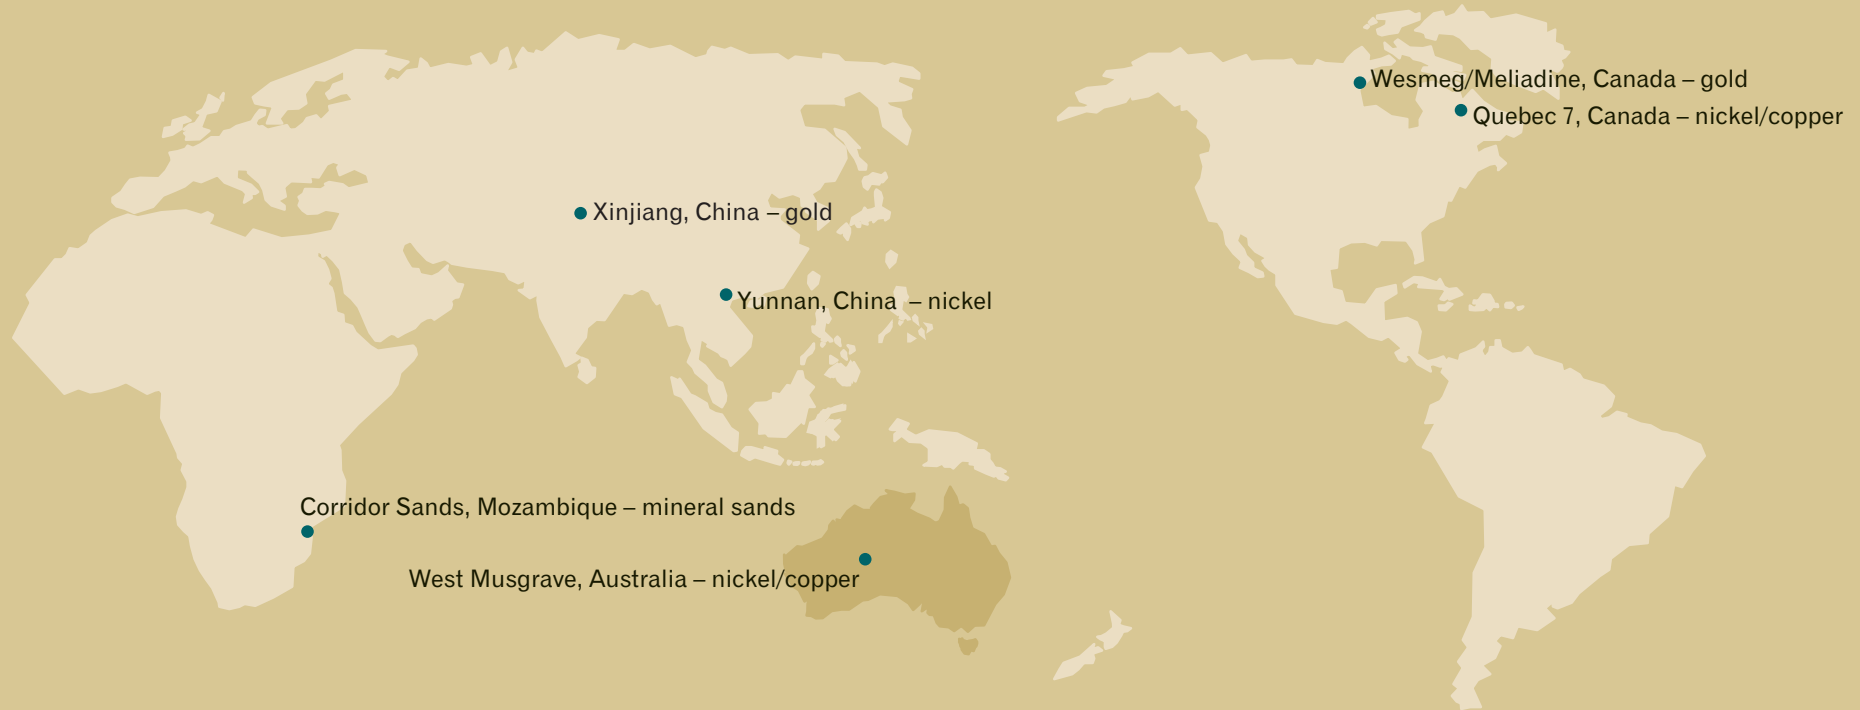 Wesmeg/Meliadine, Canada – gold
Quebec 7, Canada – nickel/copper
Xinjiang, China – gold
Yunnan, China – nickel
Corridor Sands, Mozambique – mineral sands
West Musgrave, Australia – nickel/copper